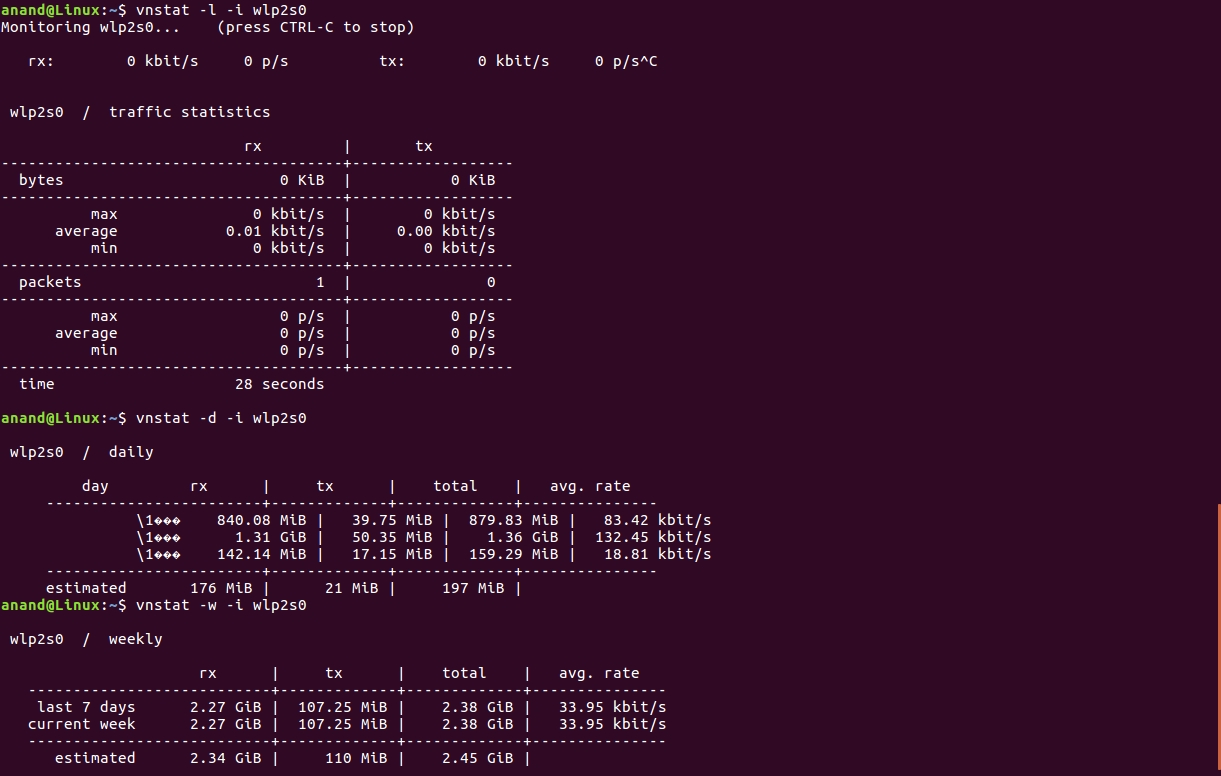 anand@Linux:~$ vnstat -l -i wlp2s0
Monitoring wlp2s0...    (press CTRL-C to stop)
   rx:        0 kbit/s     0 p/s          tx:        0 kbit/s     0 p/s^C
 wlp2s0  /  traffic statistics
                           rx         |       tx
--------------------------------------+------------------
  bytes                        0 KiB  |           0 KiB
--------------------------------------+------------------
          max               0 kbit/s  |        0 kbit/s
      average            0.01 kbit/s  |     0.00 kbit/s
          min               0 kbit/s  |        0 kbit/s
--------------------------------------+------------------
  packets                          1  |               0
--------------------------------------+------------------
          max                  0 p/s  |           0 p/s
      average                  0 p/s  |           0 p/s
          min                  0 p/s  |           0 p/s
--------------------------------------+------------------
  time                    28 seconds
anand@Linux:~$ vnstat -d -i wlp2s0
 wlp2s0  /  daily
         day         rx      |     tx      |    total    |   avg. rate
     ------------------------+-------------+-------------+---------------
               \1���    840.08 MiB |   39.75 MiB |  879.83 MiB |   83.42 kbit/s
               \1���      1.31 GiB |   50.35 MiB |    1.36 GiB |  132.45 kbit/s
               \1���    142.14 MiB |   17.15 MiB |  159.29 MiB |   18.81 kbit/s
     ------------------------+-------------+-------------+---------------
     estimated       176 MiB |      21 MiB |     197 MiB |
anand@Linux:~$ vnstat -w -i wlp2s0
 wlp2s0  /  weekly
                      rx      |     tx      |    total    |   avg. rate
   ---------------------------+-------------+-------------+---------------
    last 7 days      2.27 GiB |  107.25 MiB |    2.38 GiB |   33.95 kbit/s
   current week      2.27 GiB |  107.25 MiB |    2.38 GiB |   33.95 kbit/s
   ---------------------------+-------------+-------------+---------------
      estimated      2.34 GiB |     110 MiB |    2.45 GiB |